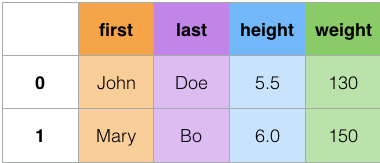 first last height weight
0 John Doe 5.5 130
1 Mary Bo 6.0 150